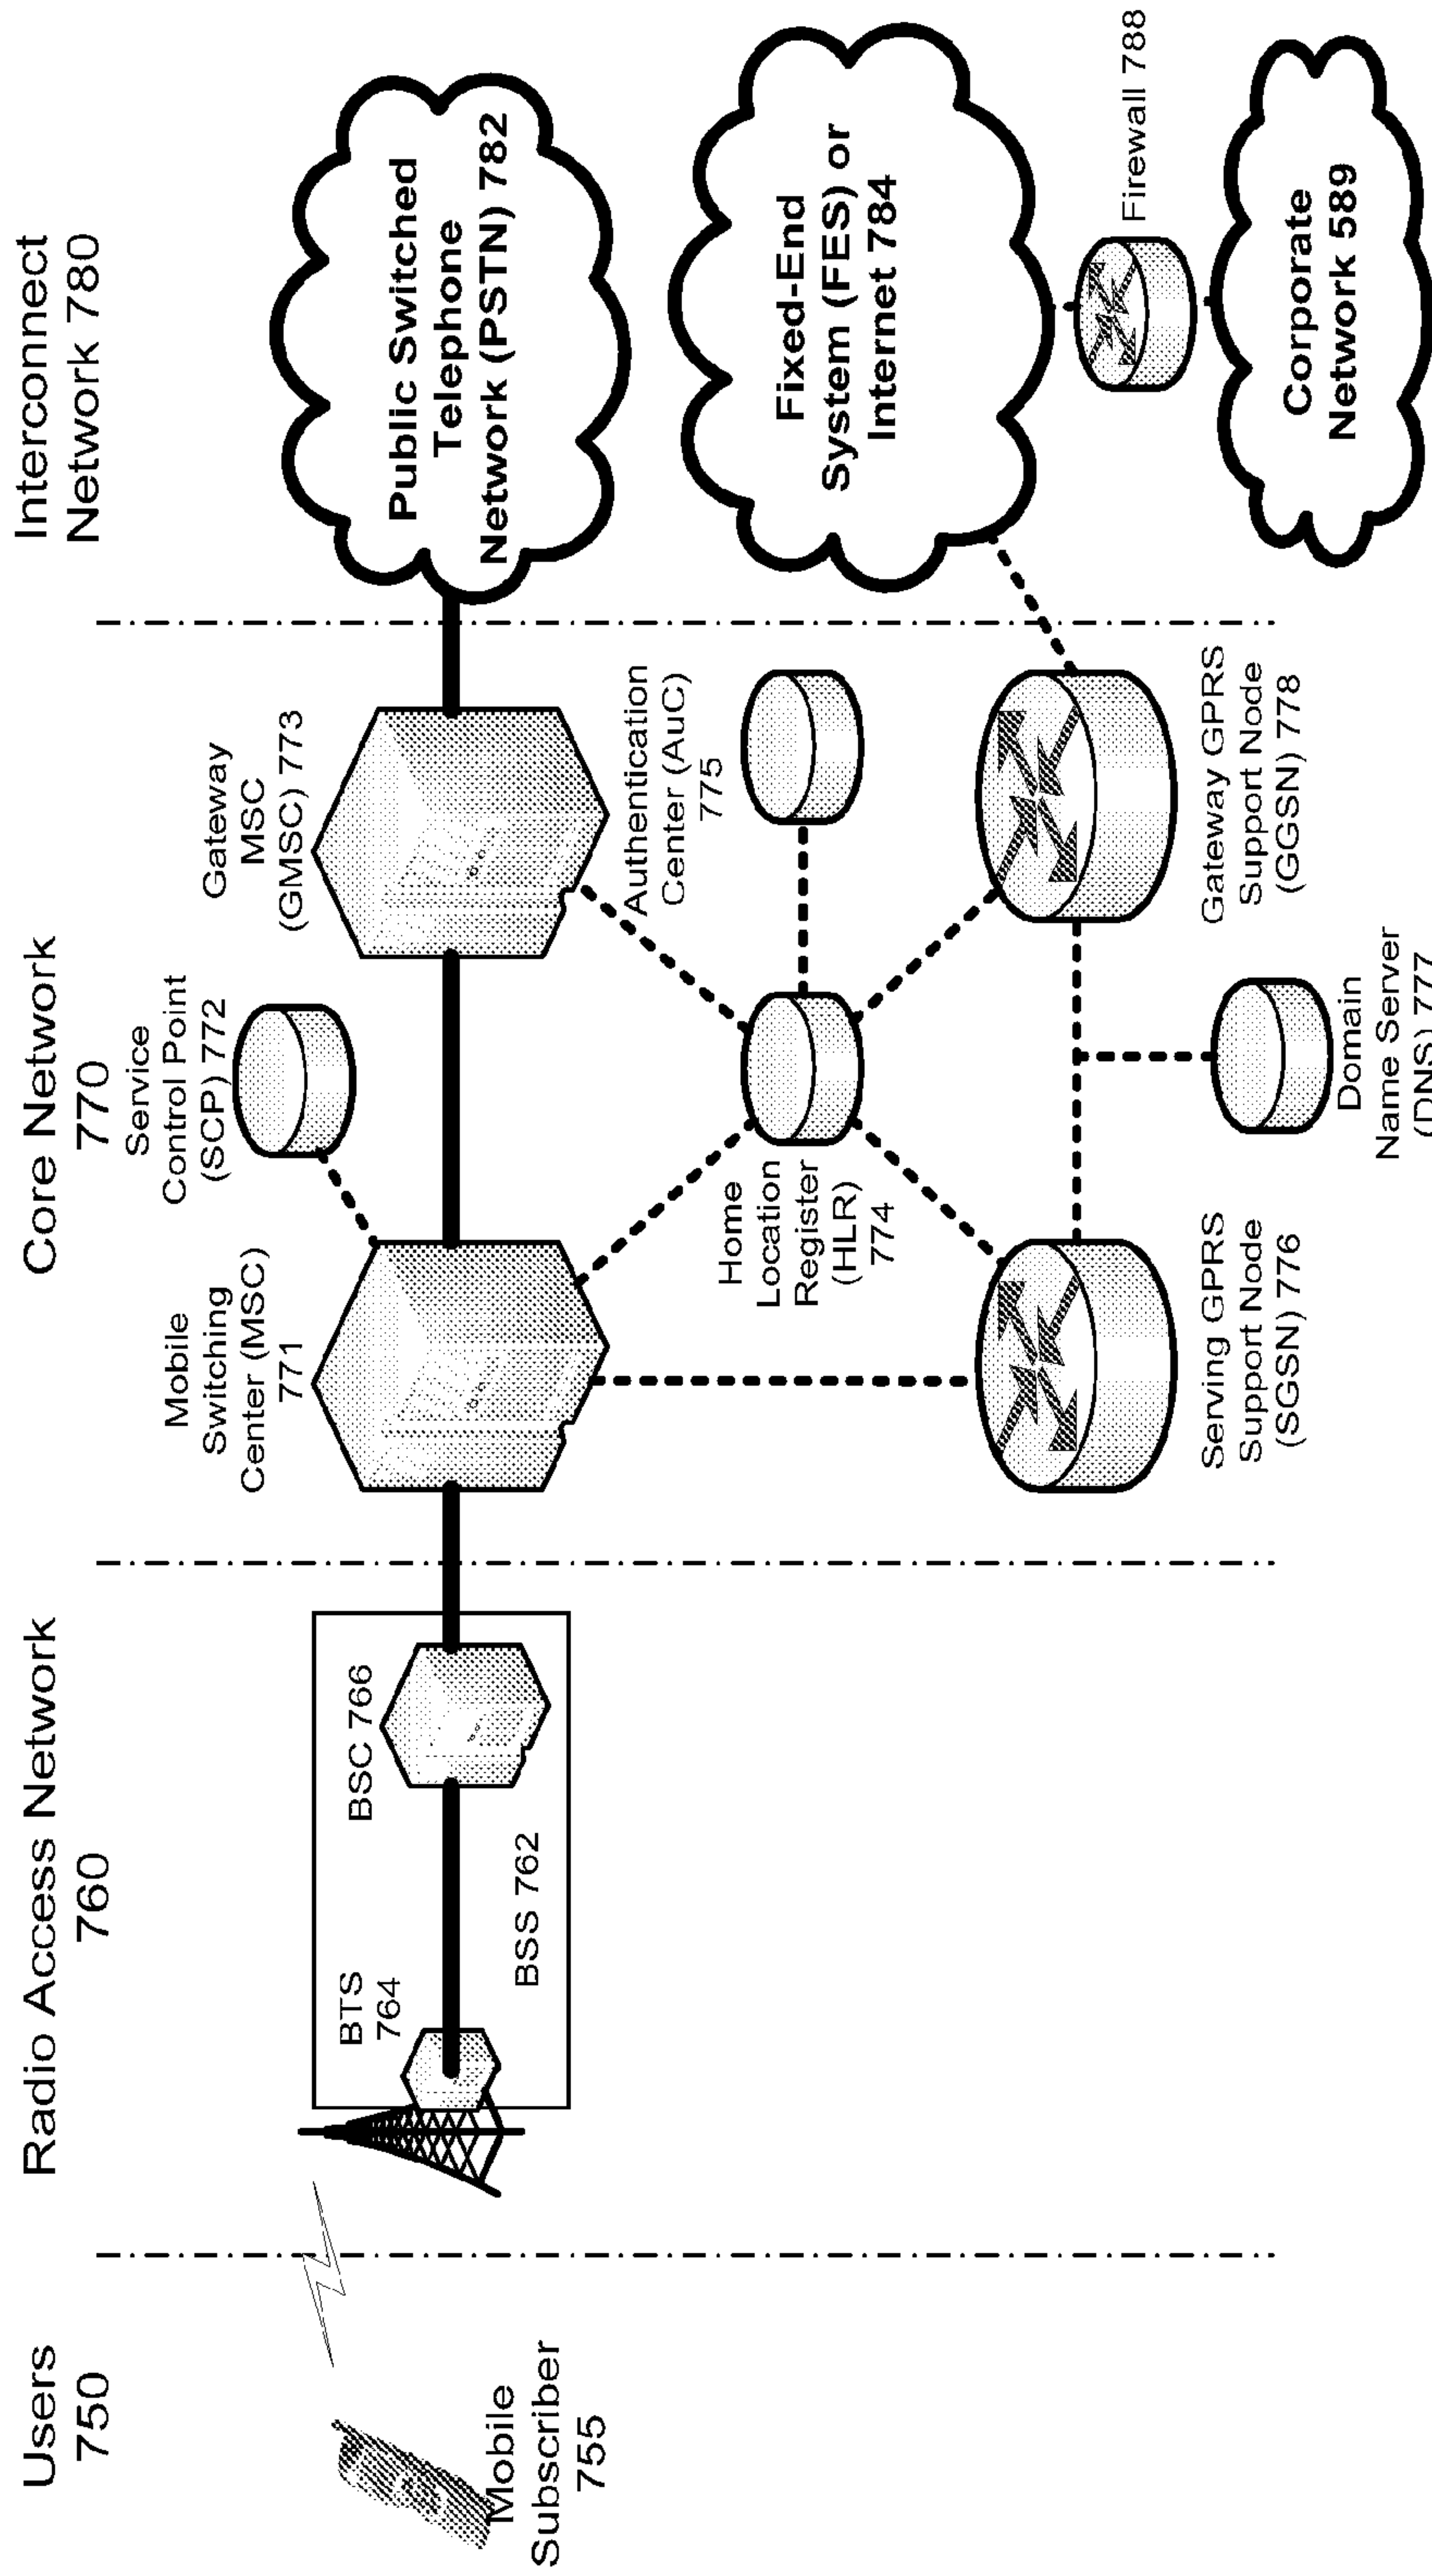 Users
750
Radio Access Network
760
Core Network
770
Interconnect
Network 780
Mobile
Subscriber
755
BTS
764
BSC 766
BSS 762
Mobile
Switching
Center (MSC)
771
Service
Control Point
(SCP) 772
Gateway
MSC
(GMSC) 773
Public Switched
Telephone
Network (PSTN) 782
Home
Location
Register
(HLR)
774
Authentication
Center (AuC)
775
Fixed-End
System (FES) or
Internet 784
Serving GPRS
Support Node
(SGSN) 776
Gateway GPRS
Support Node
(GGSN) 778
Firewall 788
Domain
Name Server
(DNS) 777
Corporate
Network 589